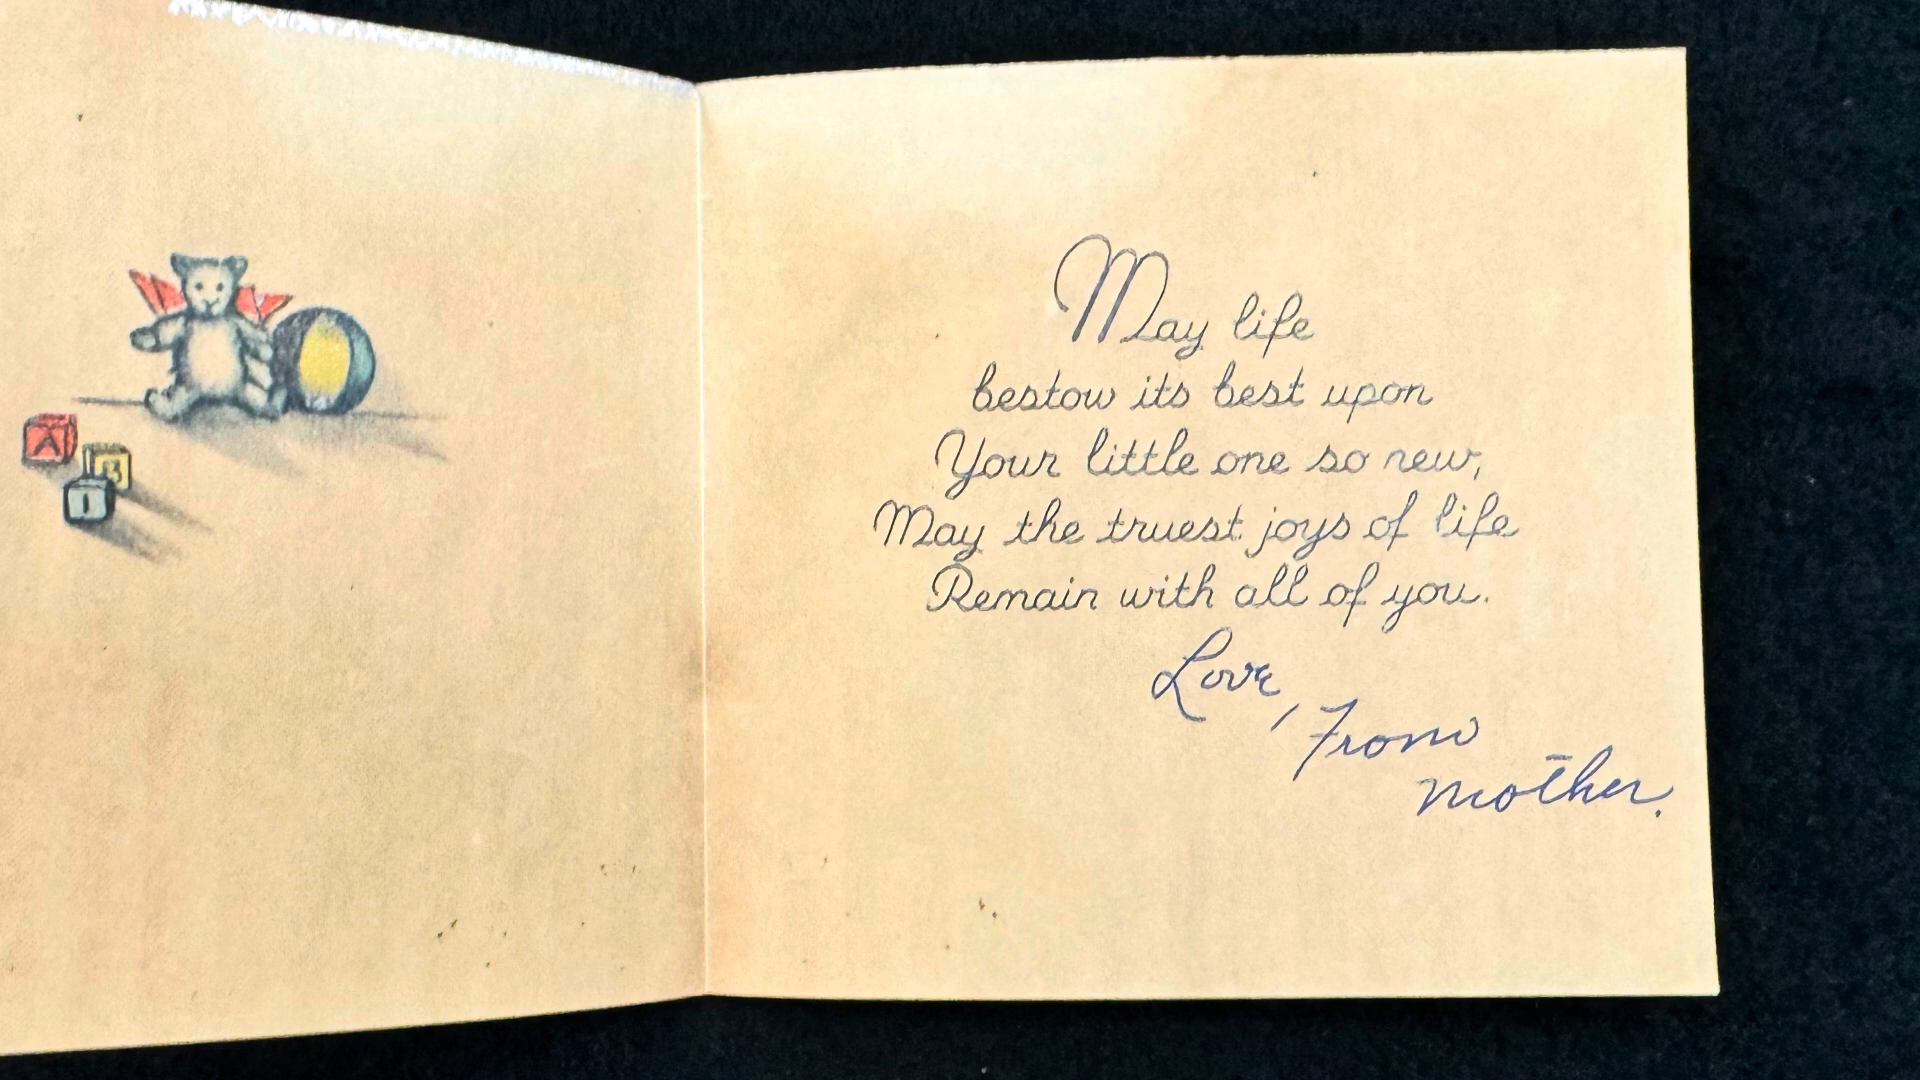 A
B
1
May life
bestow its best upon
Your little one so new,
May the truest joys of life
Remain with all of you.
Love,
From
Mother.